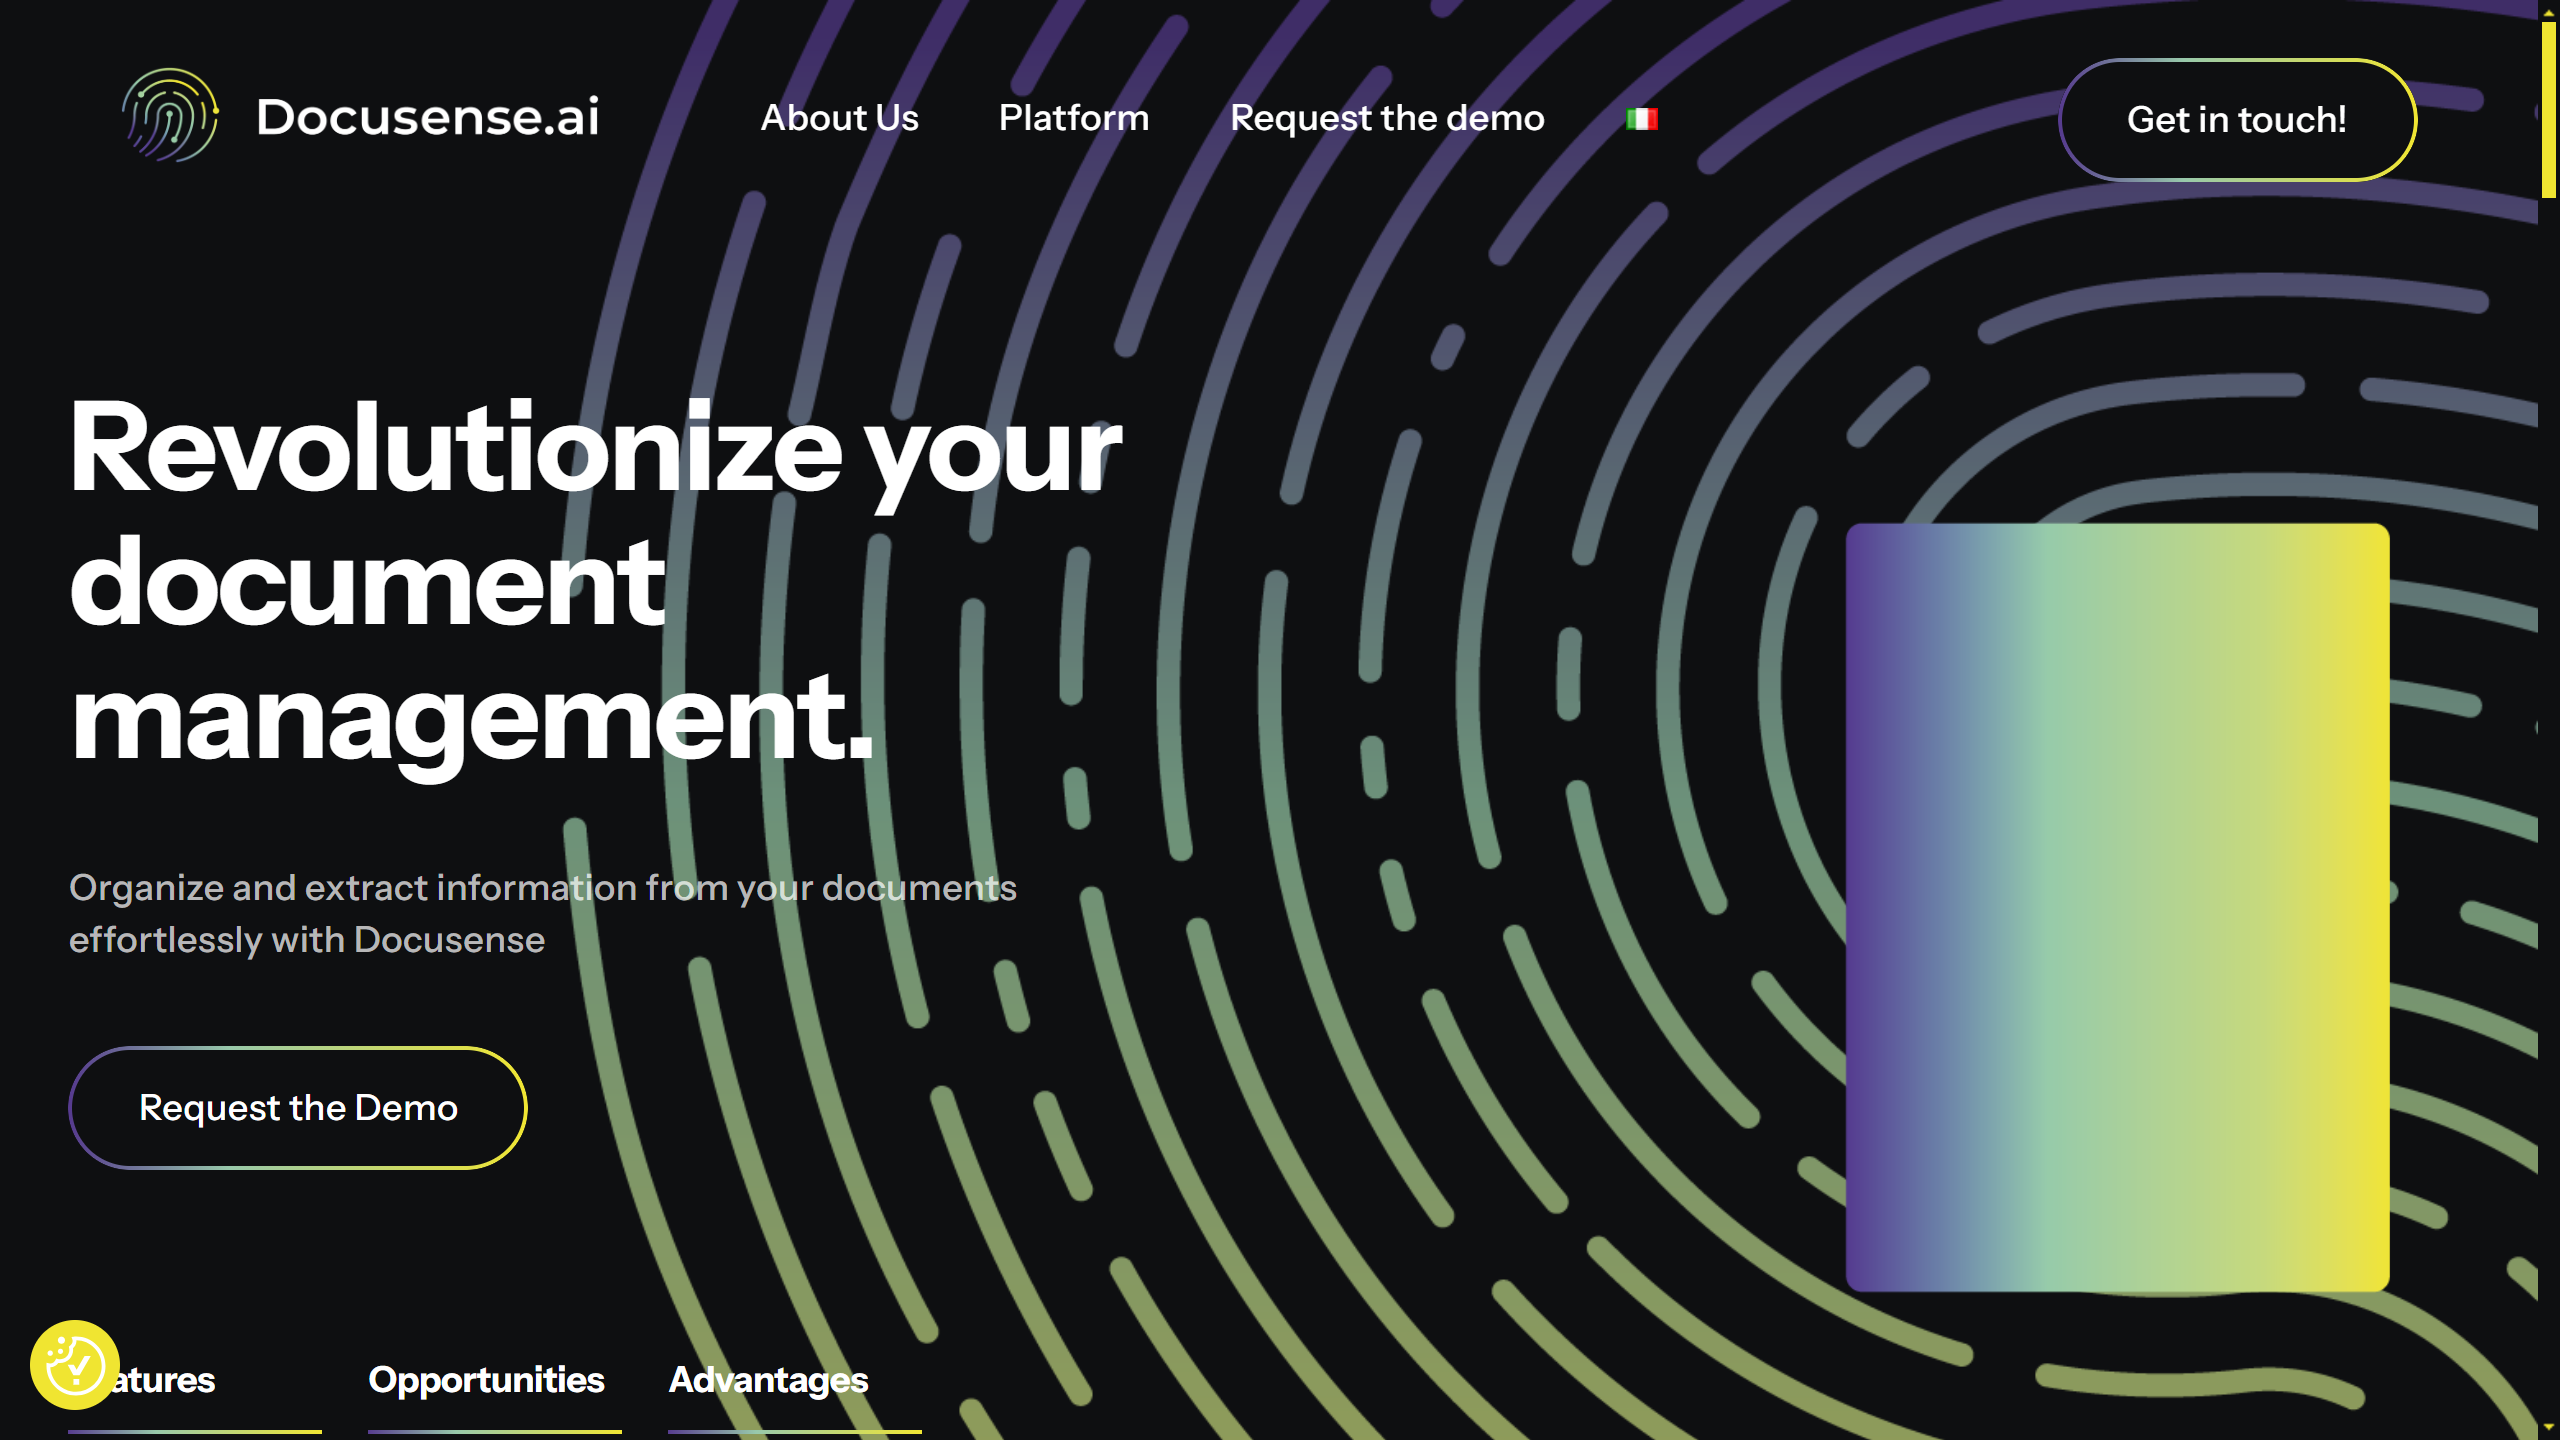 Docusense.ai
About Us
Platform
Request the demo
Get in touch!
Revolutionize your
document
management.
Organize and extract information from your documents
effortlessly with Docusense
Request the Demo
atures
Opportunities
Advantages